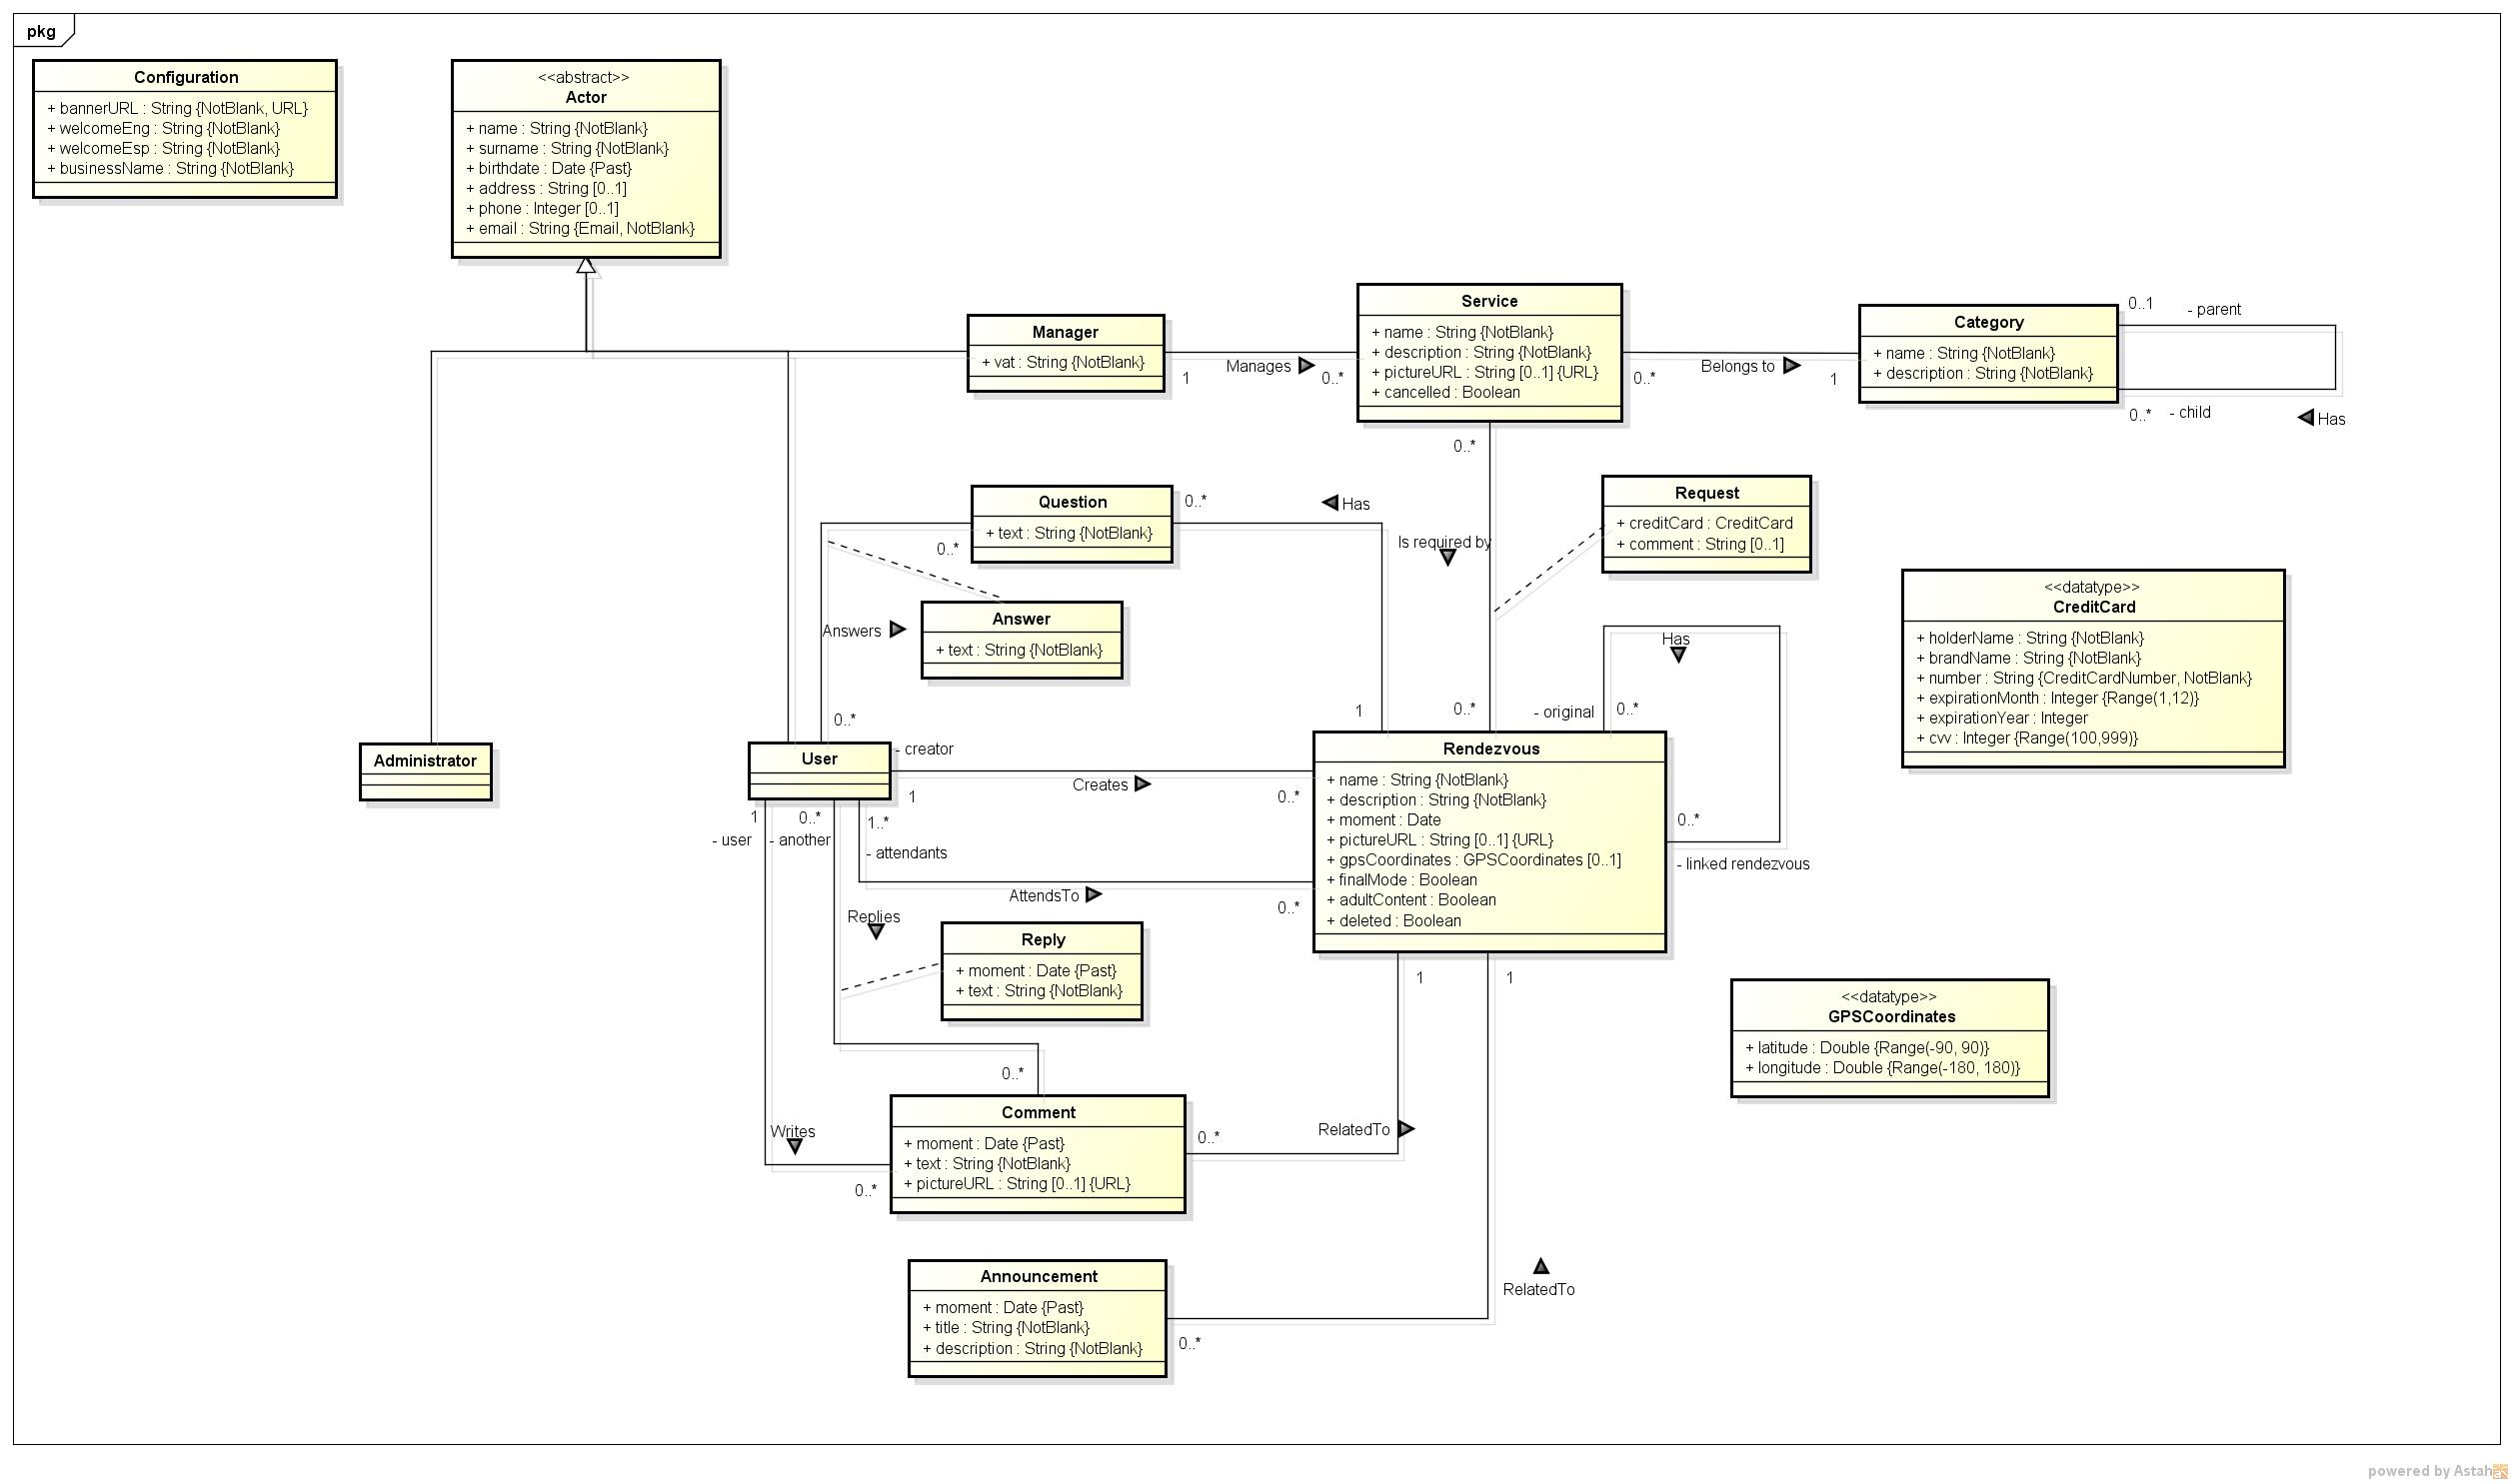 pkg
Configuration
+ bannerURL : String {NotBlank, URL}
+ welcomeEng : String {NotBlank}
+ welcomeEsp : String {NotBlank}
+ businessName : String {NotBlank}
<<abstract>>
Actor
+ name : String {NotBlank}
+ surname : String {NotBlank}
+ birthdate : Date {Past}
+ address : String [0..1]
+ phone : Integer [0..1]
+ email : String {Email, NotBlank}
Manager
+ vat : String {NotBlank}
1
Manages
0..*
Service
+ name : String {NotBlank}
+ description : String {NotBlank}
+ pictureURL : String [0..1] {URL}
+ cancelled : Boolean
0..*
Belongs to
1
Category
+ name : String {NotBlank}
+ description : String {NotBlank}
0..1
- parent
0..*
- child
Has
0..*
Question
+ text : String {NotBlank}
0..*
Has
0..*
Is required by
Request
+ creditCard : CreditCard
+ comment : String [0..1]
Answer
+ text : String {NotBlank}
Answers
0..*
1
0..*
- original
0..*
Has
<<datatype>>
CreditCard
+ holderName : String {NotBlank}
+ brandName : String {NotBlank}
+ number : String {CreditCardNumber, NotBlank}
+ expirationMonth : Integer {Range(1,12)}
+ expirationYear : Integer
+ cvv : Integer {Range(100,999)}
Administrator
User
- creator
Creates
1
0..*
Rendezvous
+ name : String {NotBlank}
+ description : String {NotBlank}
+ moment : Date
+ pictureURL : String [0..1] {URL}
+ gpsCoordinates : GPSCoordinates [0..1]
+ finalMode : Boolean
+ adultContent : Boolean
+ deleted : Boolean
0..*
- linked rendezvous
1
- user
0..*
- another
1..*
- attendants
AttendsTo
0..*
Replies
Reply
+ moment : Date {Past}
+ text : String {NotBlank}
1
1
<<datatype>>
GPSCoordinates
+ latitude : Double {Range(-90, 90)}
+ longitude : Double {Range(-180, 180)}
0..*
Comment
+ moment : Date {Past}
+ text : String {NotBlank}
+ pictureURL : String [0..1] {URL}
Writes
0..*
0..*
RelatedTo
Announcement
+ moment : Date {Past}
+ title : String {NotBlank}
+ description : String {NotBlank}
0..*
RelatedTo
powered by Astah